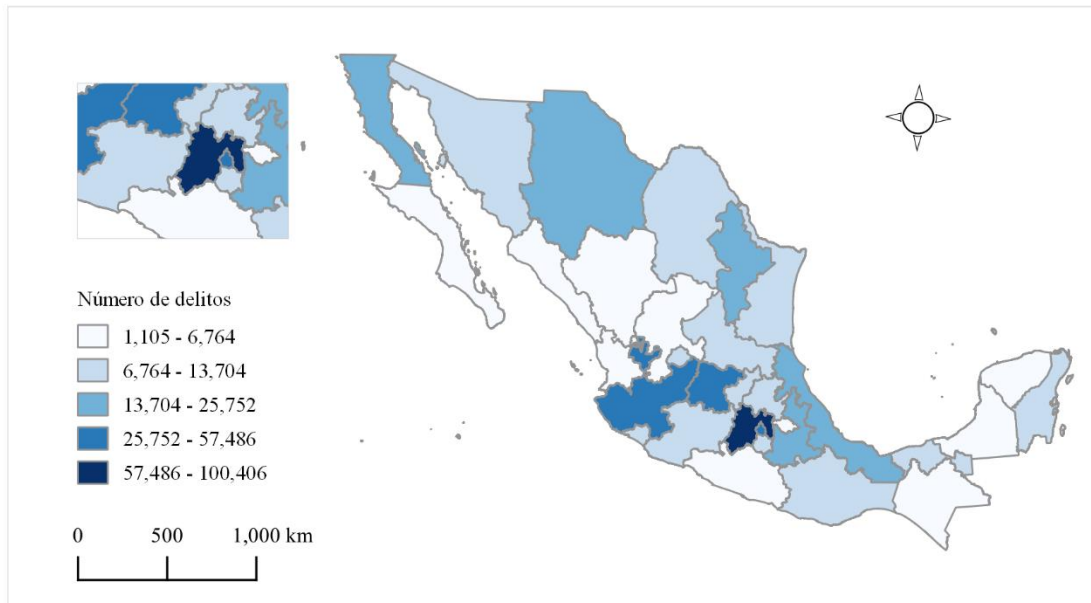 Número de delitos
1,105 - 6,764
6,764 - 13,704
13,704 - 25,752
25,752 - 57,486
57,486 - 100,406
0 500 1,000 km